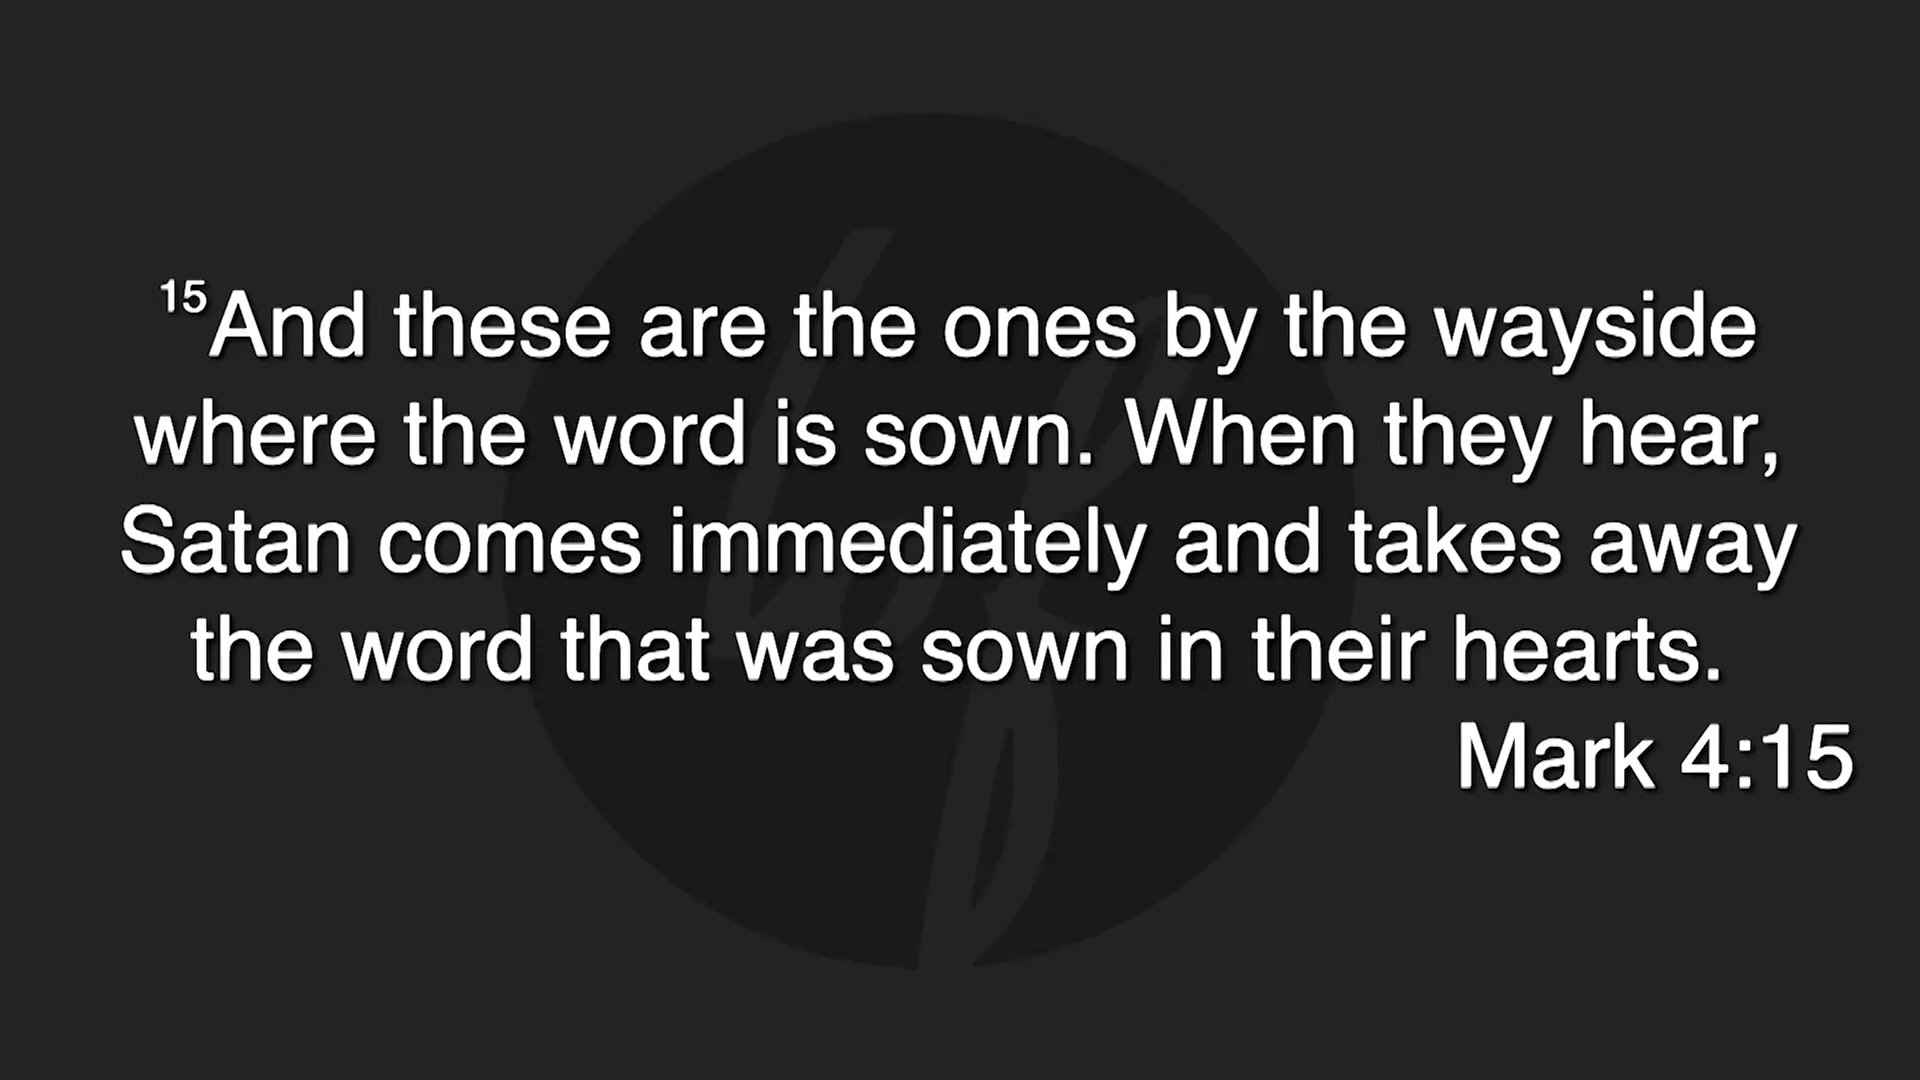 15And these are the ones by the wayside
where the word is sown. When they hear,
Satan comes immediately and takes away
the word that was sown in their hearts.
Mark 4:15